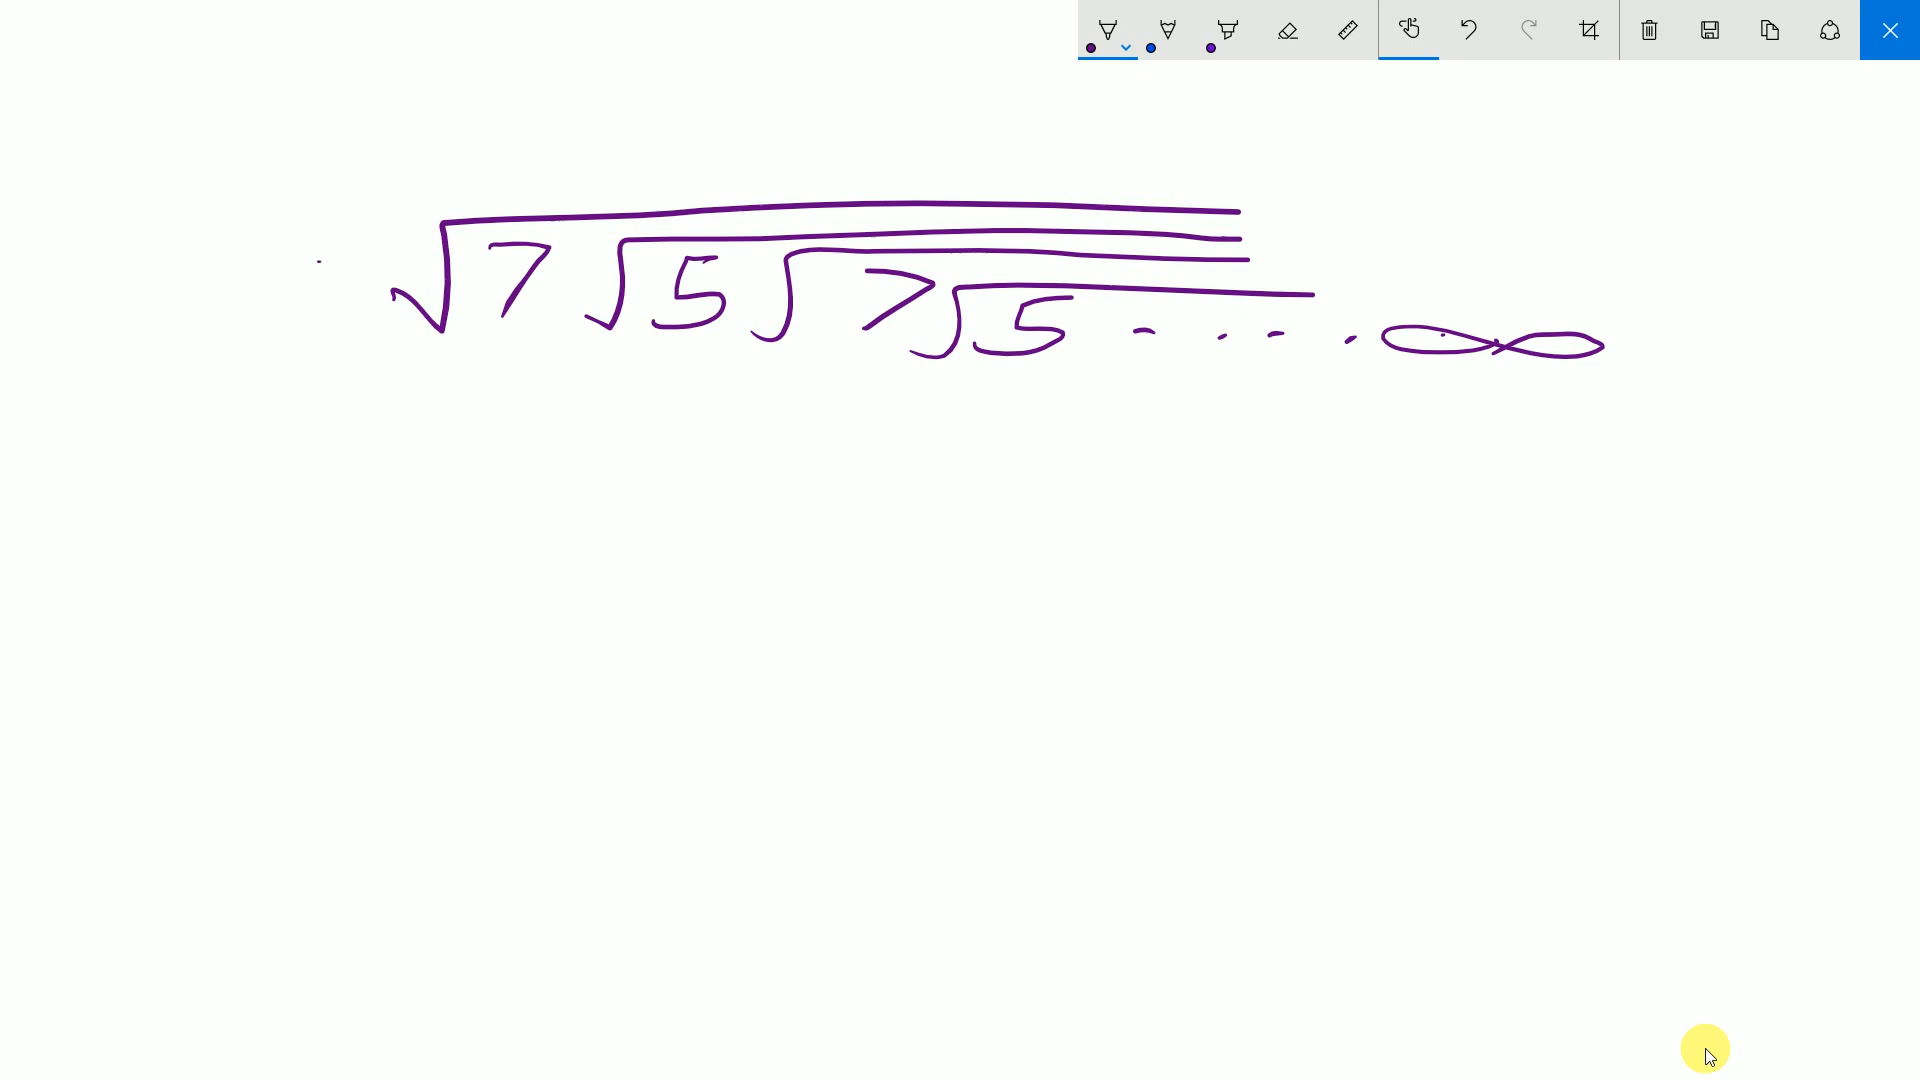 √7√5√7√5 - . - . ∞